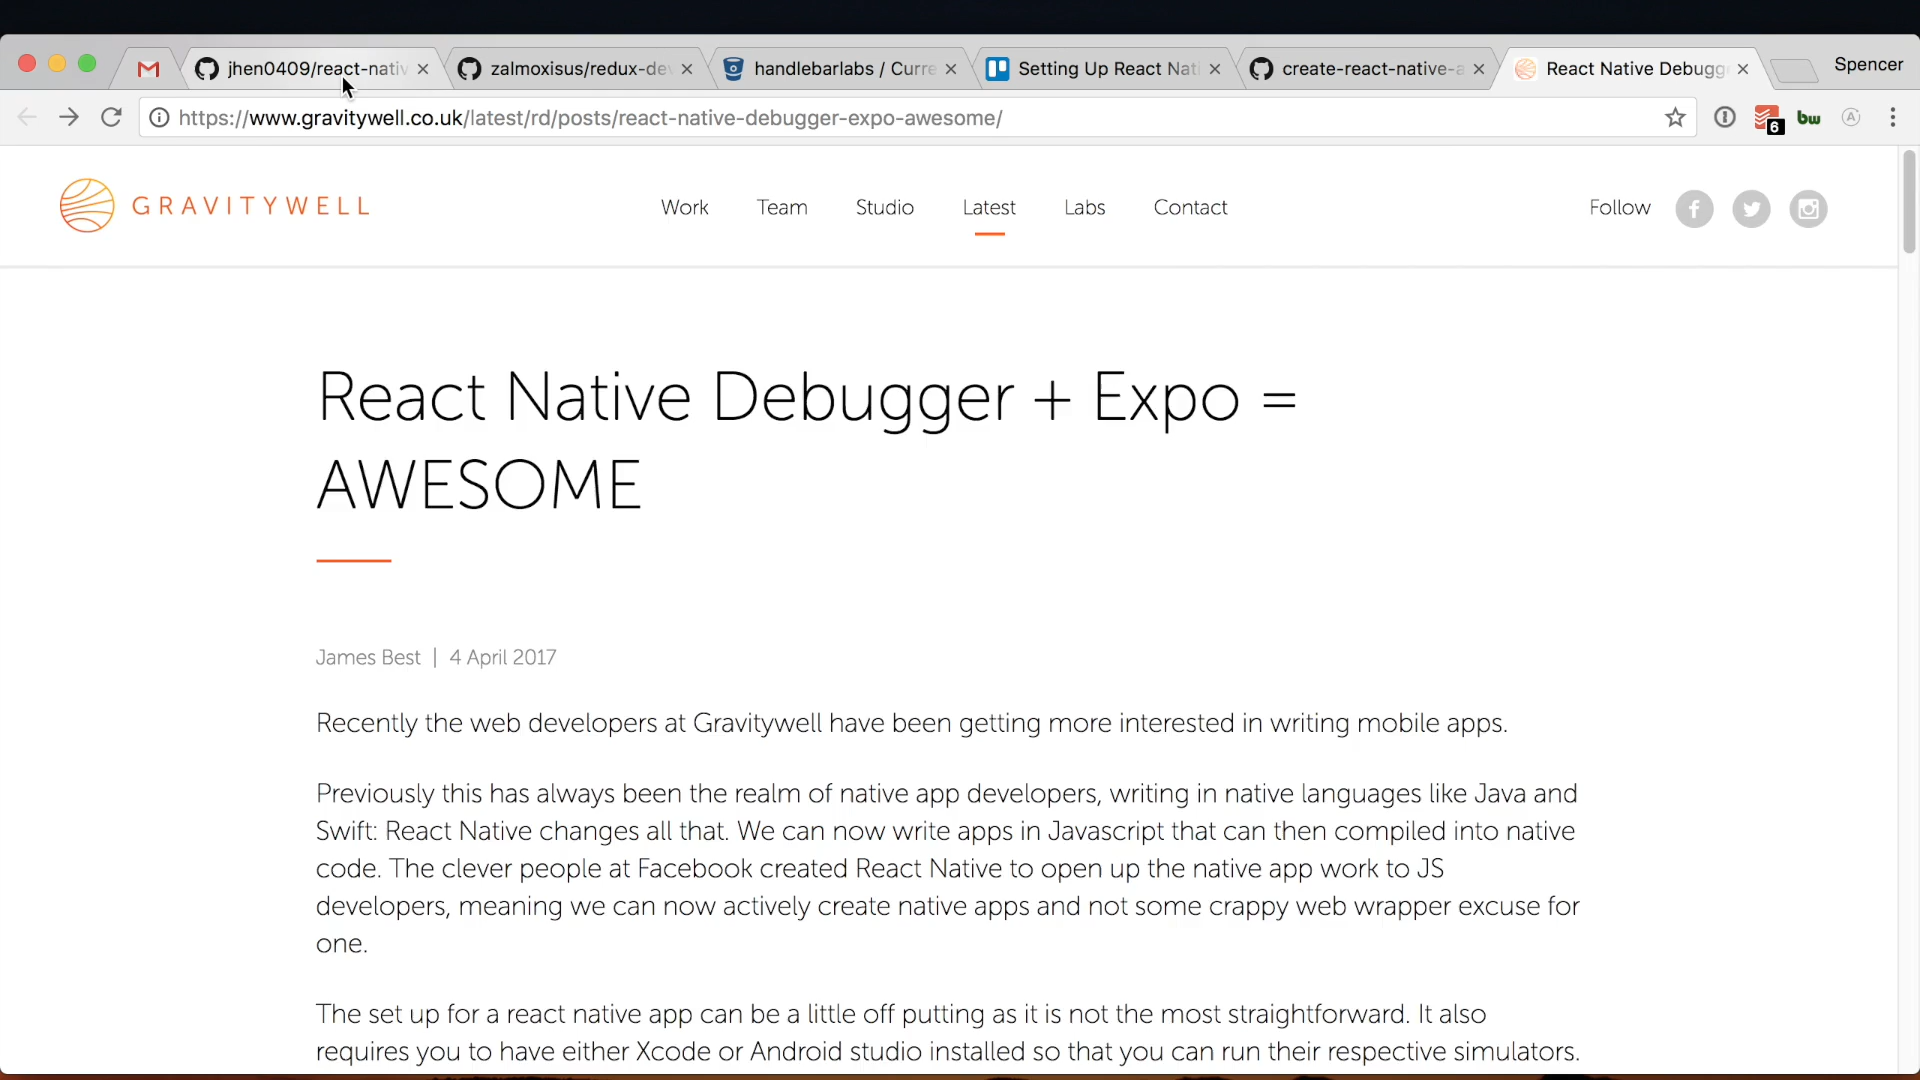 jhen0409/react-nativ
zalmoxisus/redux-de
handlebarlabs / Curre
Setting Up React Nati
create-react-native-a
React Native Debugg
Spencer
https://www.gravitywell.co.uk/latest/rd/posts/react-native-debugger-expo-awesome/
6
bw
GRAVITYWELL
Work
Team
Studio
Latest
Labs
Contact
Follow
React Native Debugger + Expo =
AWESOME
James Best | 4 April 2017
Recently the web developers at Gravitywell have been getting more interested in writing mobile apps.
Previously this has always been the realm of native app developers, writing in native languages like Java and
Swift: React Native changes all that. We can now write apps in Javascript that can then compiled into native
code. The clever people at Facebook created React Native to open up the native app work to JS
developers, meaning we can now actively create native apps and not some crappy web wrapper excuse for
one.
The set up for a react native app can be a little off putting as it is not the most straightforward. It also
requires you to have either Xcode or Android studio installed so that you can run their respective simulators.